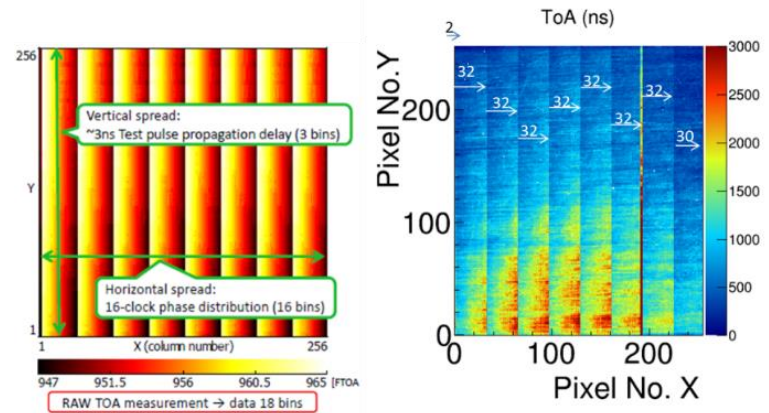 256
Vertical spread:
~3ns Test pulse propagation delay (3 bins)
Y
Horizontal spread:
16-clock phase distribution (16 bins)
1
1
X (column number)
256
947
951.5
956
960.5
965
[FTOA
RAW TOA measurement → data 18 bins
ToA (ns)
2
Pixel No.Y
200
100
0
32
32
32
32
32
32
32
30
0
100
200
Pixel No. X
3000
2500
2000
1500
1000
500
0